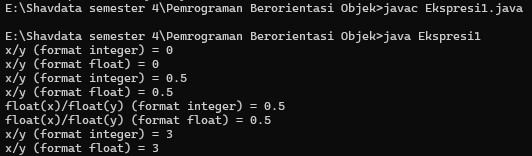 E:\Shavdata semester 4\Pemrograman Berorientasi Objek>javac Ekspresi1.java
E:\Shavdata semester 4\Pemrograman Berorientasi Objek>java Ekspresi1
x/y (format integer) = 0
x/y (format float) = 0
x/y (format integer) = 0.5
x/y (format float) = 0.5
float(x)/float(y) (format integer) = 0.5
float(x)/float(y) (format float) = 0.5
x/y (format integer) = 3
x/y (format float) = 3